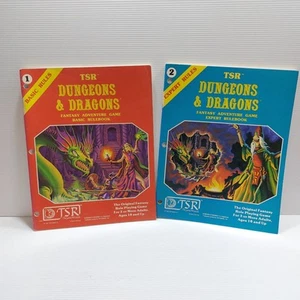 1
BASIC RULES
TSR
DUNGEONS
& DRAGONS
FANTASY ADVENTURE GAME
BASIC RULEBOOK
The Original Fantasy
Role Playing Game
For 3 or More Adults,
Ages 10 and Up
TSR
2
EXPERT RULES
TSR
DUNGEONS
& DRAGONS
FANTASY ADVENTURE GAME
EXPERT RULEBOOK
The Original Fantasy
Role Playing Game
For 3 or More Adults,
Ages 10 and Up
TSR